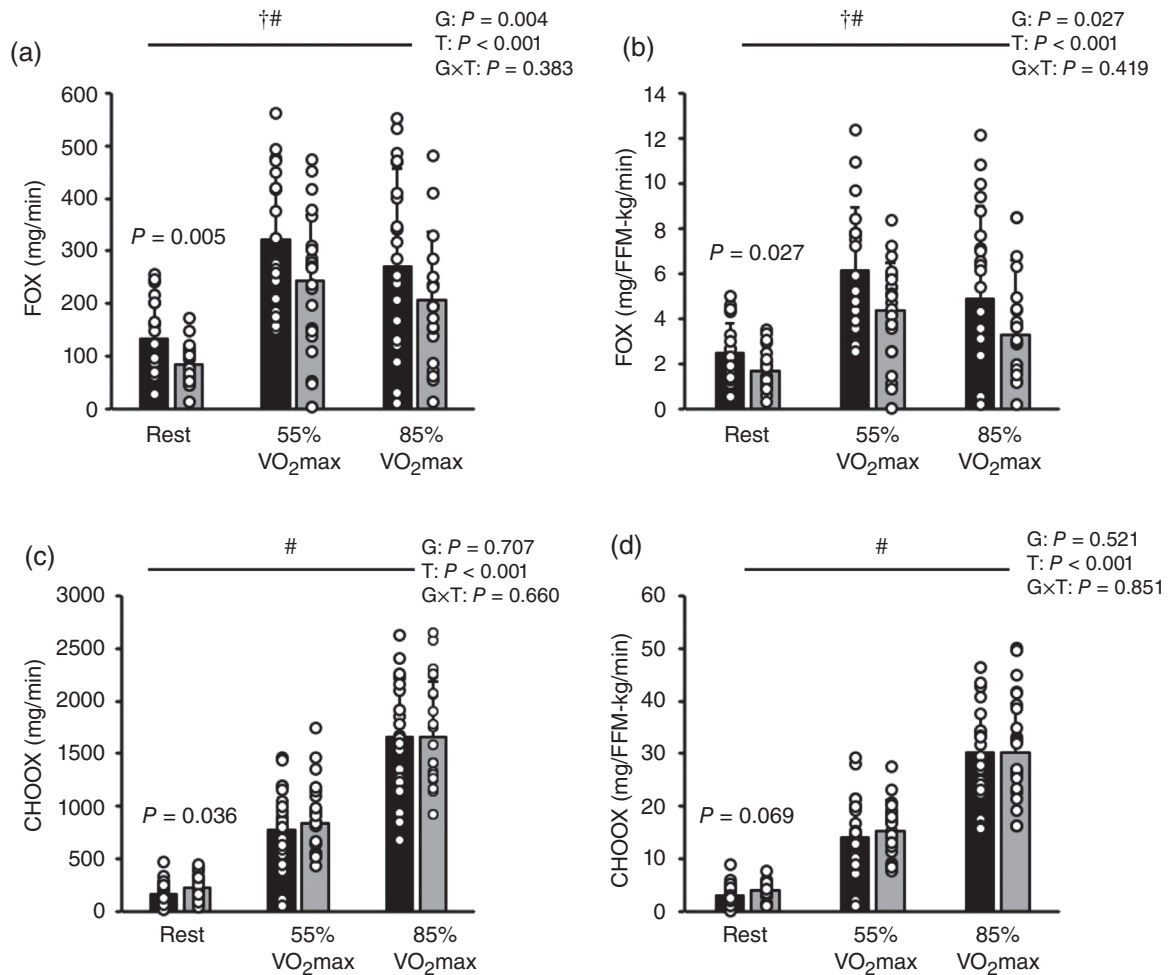 (a)
†#
G: P = 0.004
T: P < 0.001
G×T: P = 0.383
FOX (mg/min)
600
500
400
300
200
100
0
P = 0.005
Rest
55%
VO2max
85%
VO2max
(b)
†#
G: P = 0.027
T: P < 0.001
G×T: P = 0.419
FOX (mg/FFM-kg/min)
14
12
10
8
6
4
2
0
P = 0.027
Rest
55%
VO2max
85%
VO2max
(c)
#
G: P = 0.707
T: P < 0.001
G×T: P = 0.660
CHOOX (mg/min)
3000
2500
2000
1500
1000
500
0
P = 0.036
Rest
55%
VO2max
85%
VO2max
(d)
#
G: P = 0.521
T: P < 0.001
G×T: P = 0.851
CHOOX (mg/FFM-kg/min)
60
50
40
30
20
10
0
P = 0.069
Rest
55%
VO2max
85%
VO2max